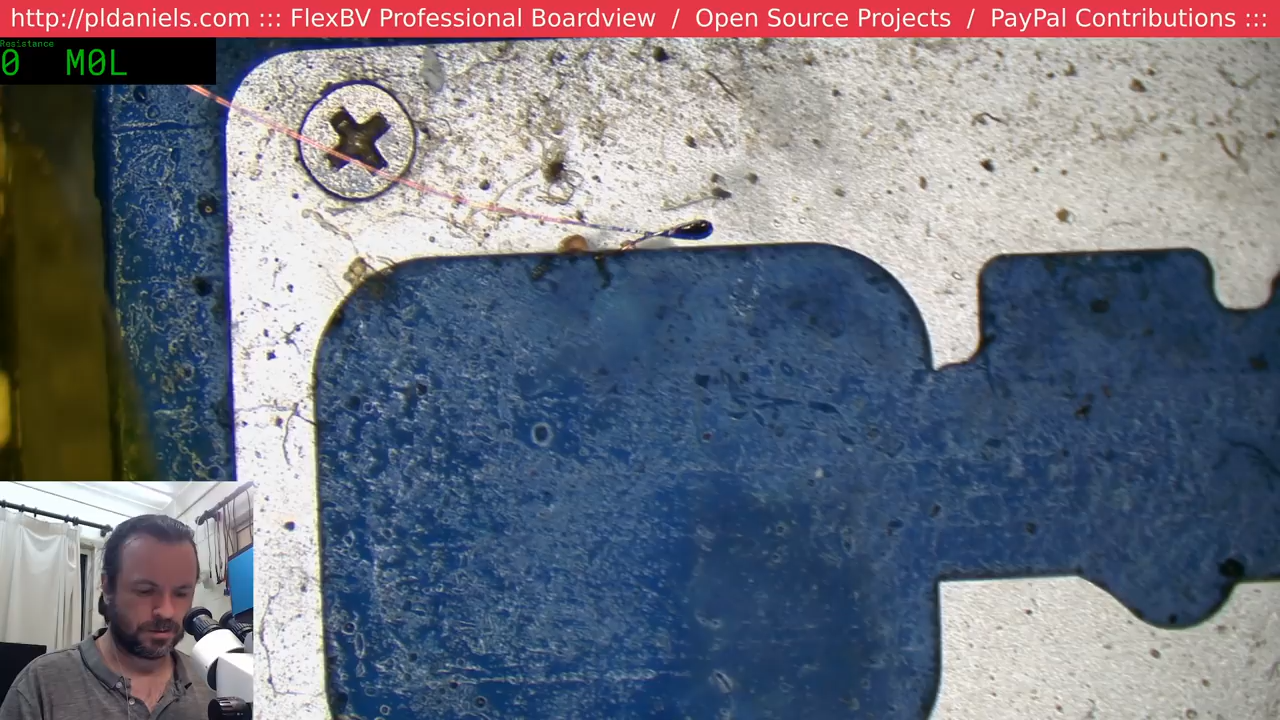 http://pldaniels.com ::: FlexBV Professional Boardview / Open Source Projects / PayPal Contributions :::
Resistance
0 M0L